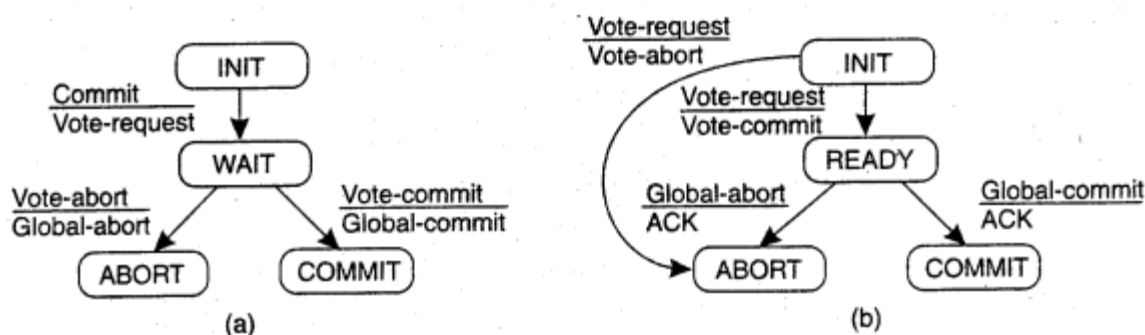 INIT
Commit
Vote-request
WAIT
Vote-abort
Global-abort
Vote-commit
Global-commit
ABORT
COMMIT
(a)
Vote-request
Vote-abort
INIT
Vote-request
Vote-commit
READY
Global-abort
ACK
Global-commit
ACK
ABORT
COMMIT
(b)